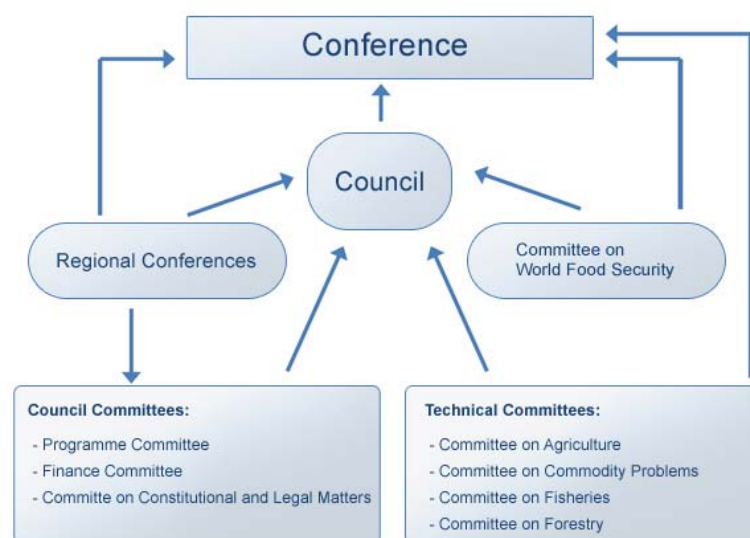 Conference
Council
Regional Conferences
Committee on
World Food Security
Council Committees:
- Programme Committee
- Finance Committee
- Committe on Constitutional and Legal Matters
Technical Committees:
- Committee on Agriculture
- Committee on Commodity Problems
- Committee on Fisheries
- Committee on Forestry